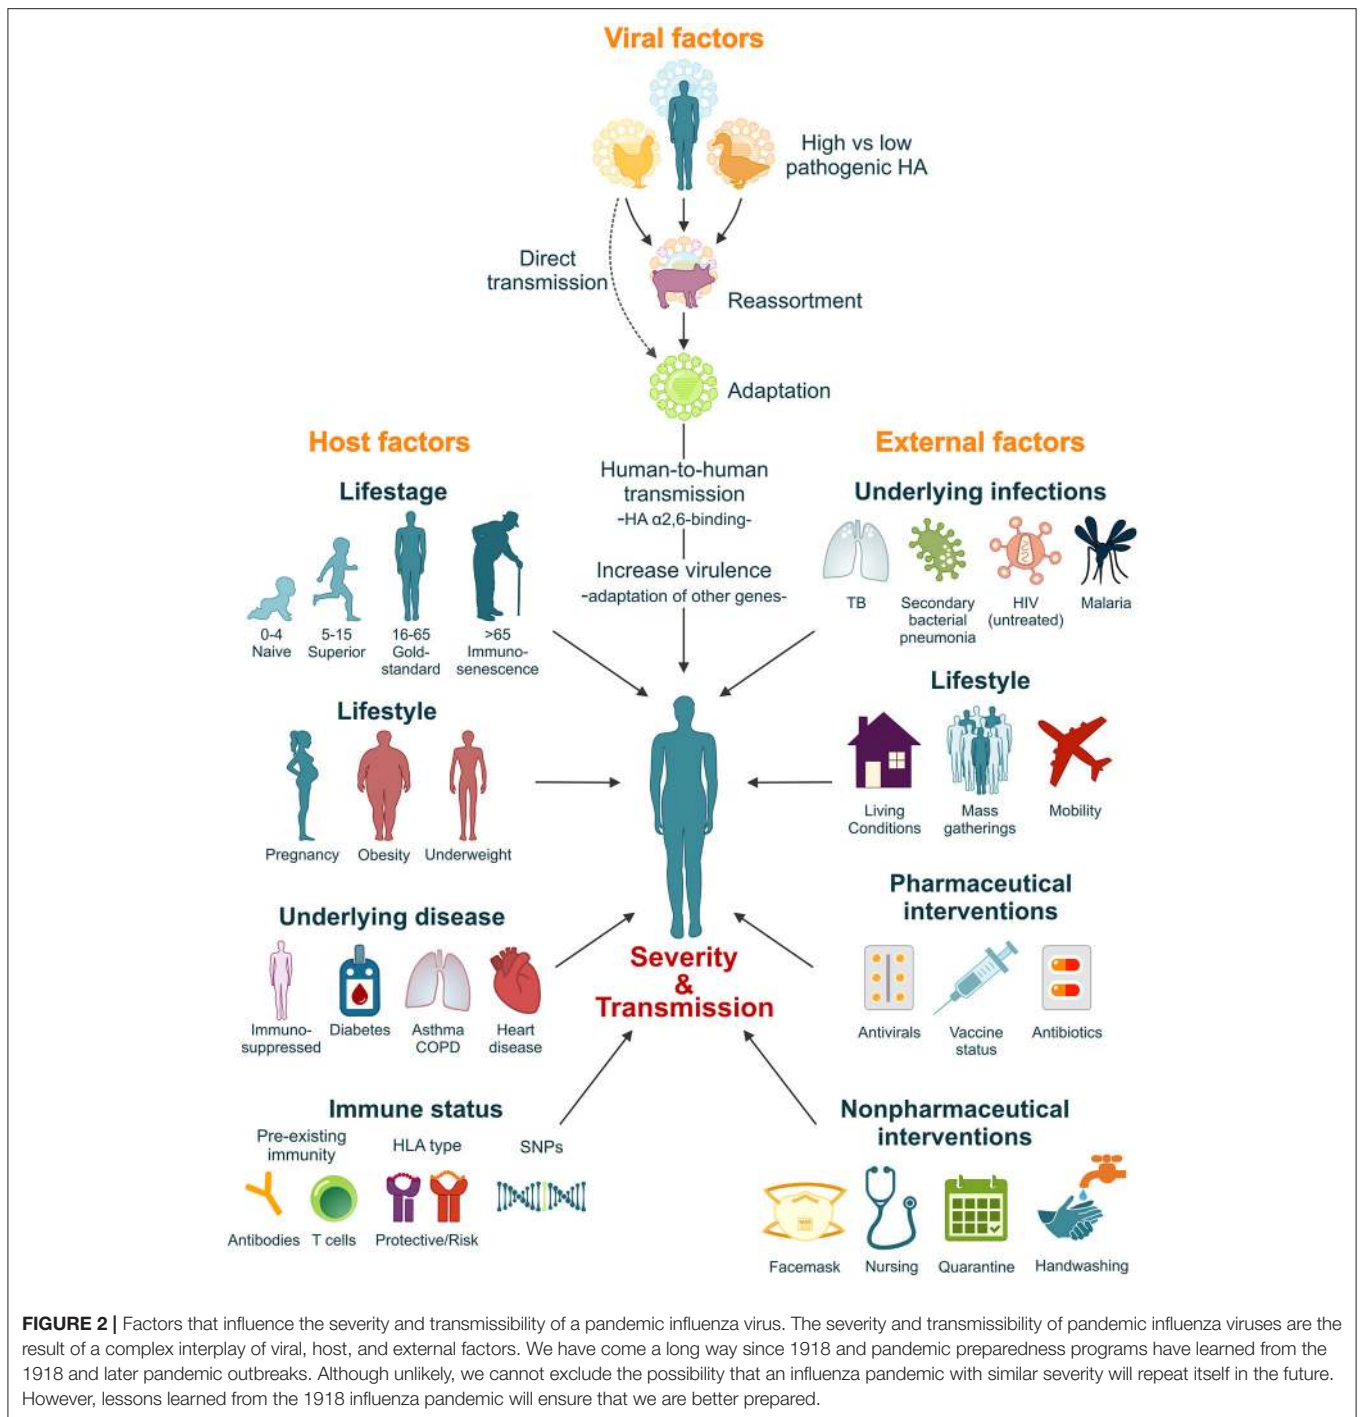 Viral factors
High vs low
pathogenic HA
Direct
transmission
Reassortment
Adaptation
Human-to-human
transmission
-HA α2,6-binding-
Increase virulence
-adaptation of other genes-
Host factors
Lifestage
0-4
Naive
5-15
Superior
16-65
Gold-
standard
>65
Immuno-
senescence
Lifestyle
Pregnancy
Obesity
Underweight
Underlying disease
Immuno-
suppressed
Diabetes
Asthma
COPD
Heart
disease
Immune status
Pre-existing
immunity
HLA type
SNPs
Antibodies
T cells
Protective/Risk
External factors
Underlying infections
TB
Secondary
bacterial
pneumonia
HIV
(untreated)
Malaria
Lifestyle
Living
Conditions
Mass
gatherings
Mobility
Pharmaceutical
interventions
Antivirals
Vaccine
status
Antibiotics
Nonpharmaceutical
interventions
Facemask
Nursing
Quarantine
Handwashing
Severity
&
Transmission
FIGURE 2 | Factors that influence the severity and transmissibility of a pandemic influenza virus. The severity and transmissibility of pandemic influenza viruses are the
result of a complex interplay of viral, host, and external factors. We have come a long way since 1918 and pandemic preparedness programs have learned from the
1918 and later pandemic outbreaks. Although unlikely, we cannot exclude the possibility that an influenza pandemic with similar severity will repeat itself in the future.
However, lessons learned from the 1918 influenza pandemic will ensure that we are better prepared.